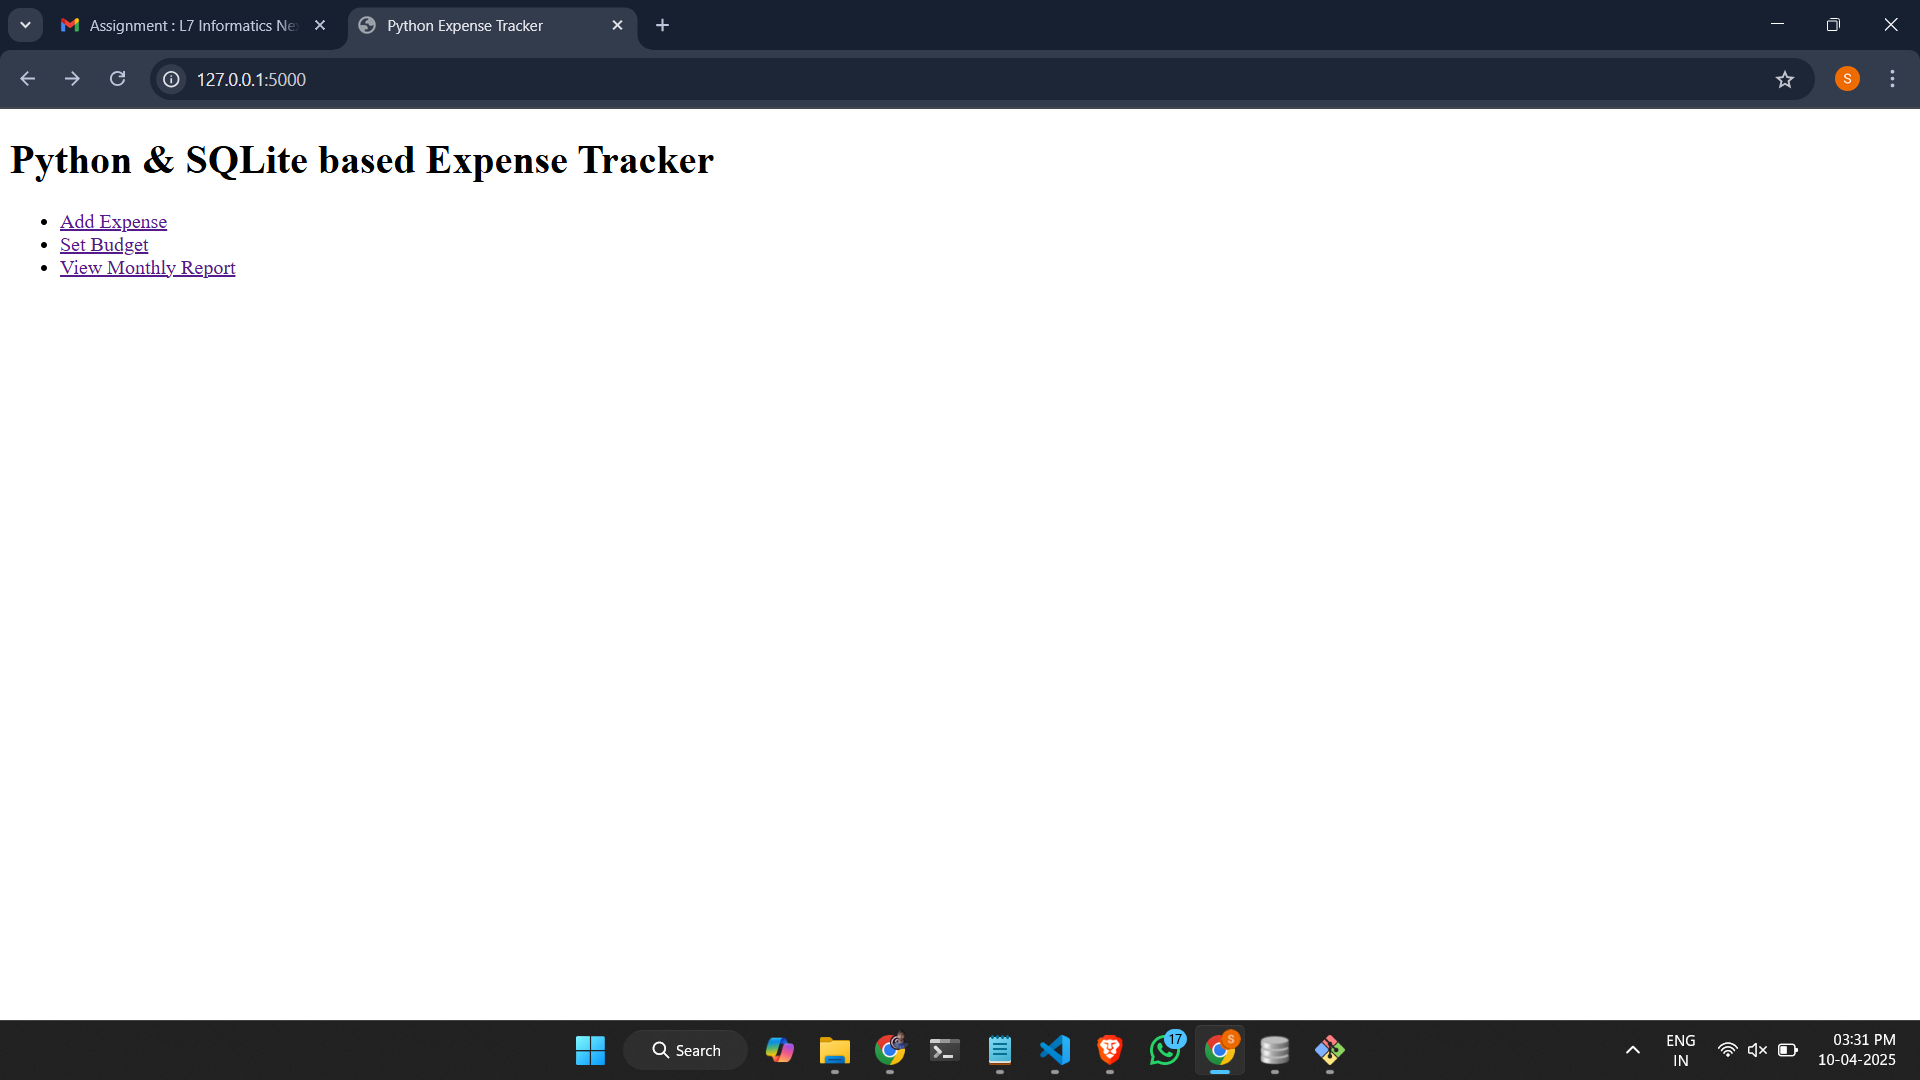 Assignment : L7 Informatics Ne
Python Expense Tracker
127.0.0.1:5000
S
Python & SQLite based Expense Tracker
Add Expense
Set Budget
View Monthly Report
Search
17
S
ENG
IN
03:31 PM
10-04-2025